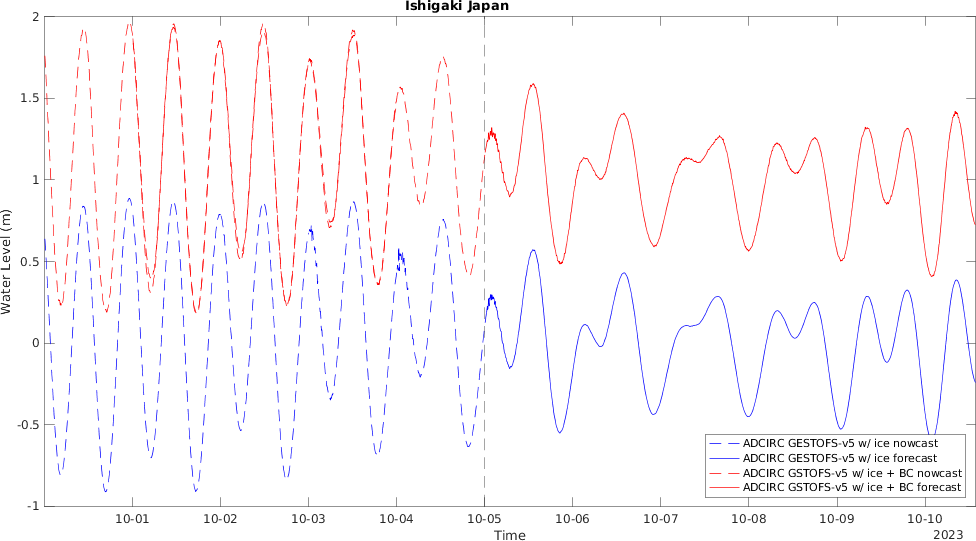 Ishigaki Japan
2
1.5
1
0.5
0
-0.5
-1
Water Level (m)
10-01 10-02 10-03 10-04 10-05 10-06 10-07 10-08 10-09 10-10
Time
2023
ADCIRC GESTOFS-v5 w/ ice nowcast
ADCIRC GESTOFS-v5 w/ ice forecast
ADCIRC GSTOFS-v5 w/ ice + BC nowcast
ADCIRC GSTOFS-v5 w/ ice + BC forecast